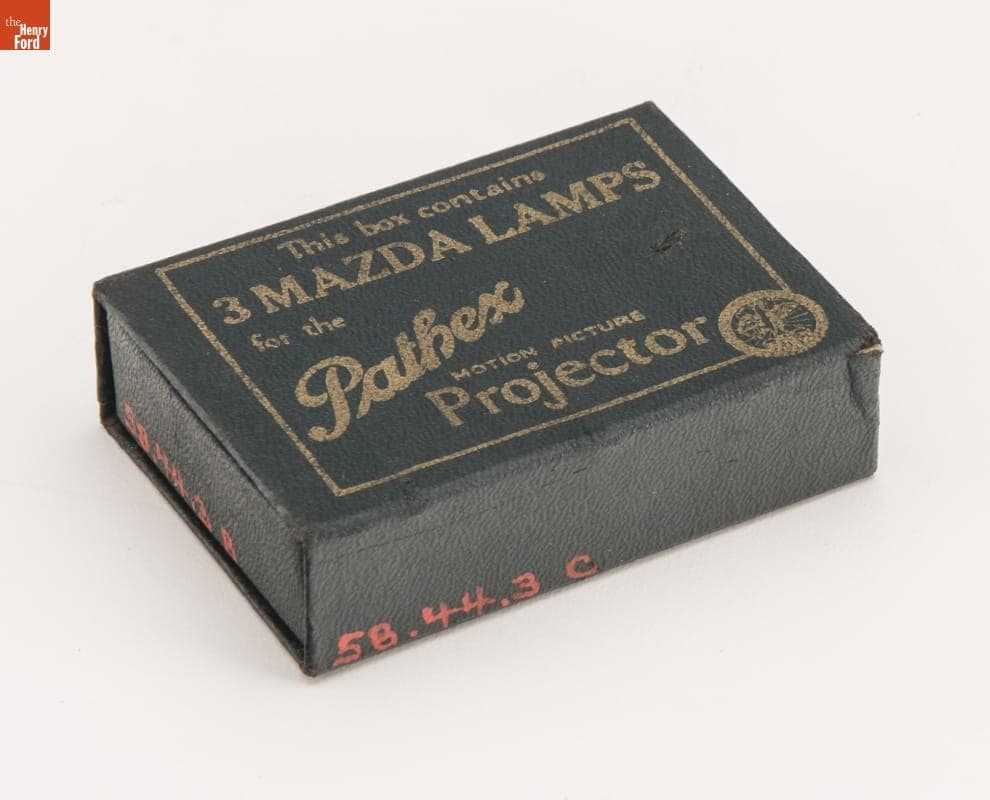 the
Henry
Ford
This box contains
3 MAZDA LAMPS
for the
Pathex
MOTION PICTURE
Projector
58.44.3 C